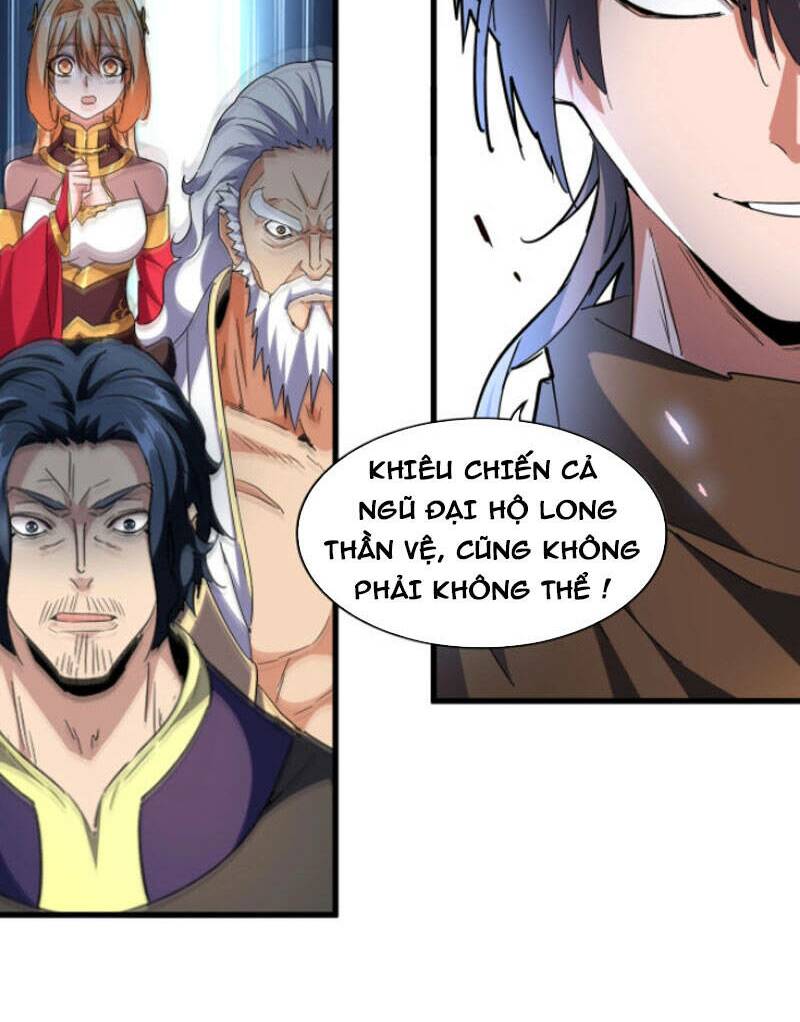 KHIÊU CHIẾN CẢ
NGŨ ĐẠI HỘ LONG
THẦN VỆ, CŨNG KHÔNG
PHẢI KHÔNG THỂ !